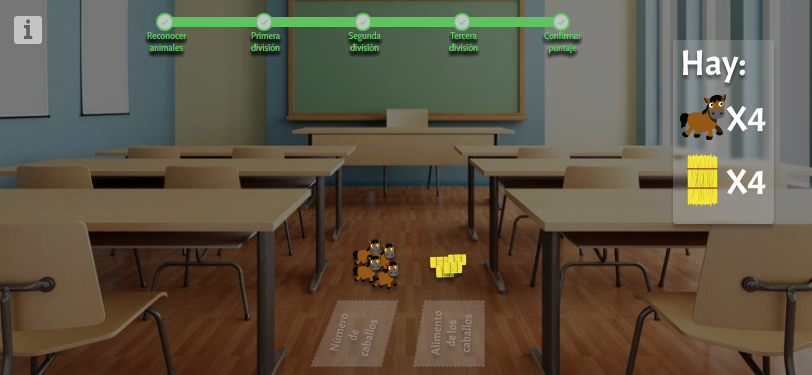 i
Reconocer
animales
Primera
división
Segunda
división
Tercera
división
Confirmar
puntaje
Hay:
X4
X4
Número
de
caballos
Alimento
de los
caballos